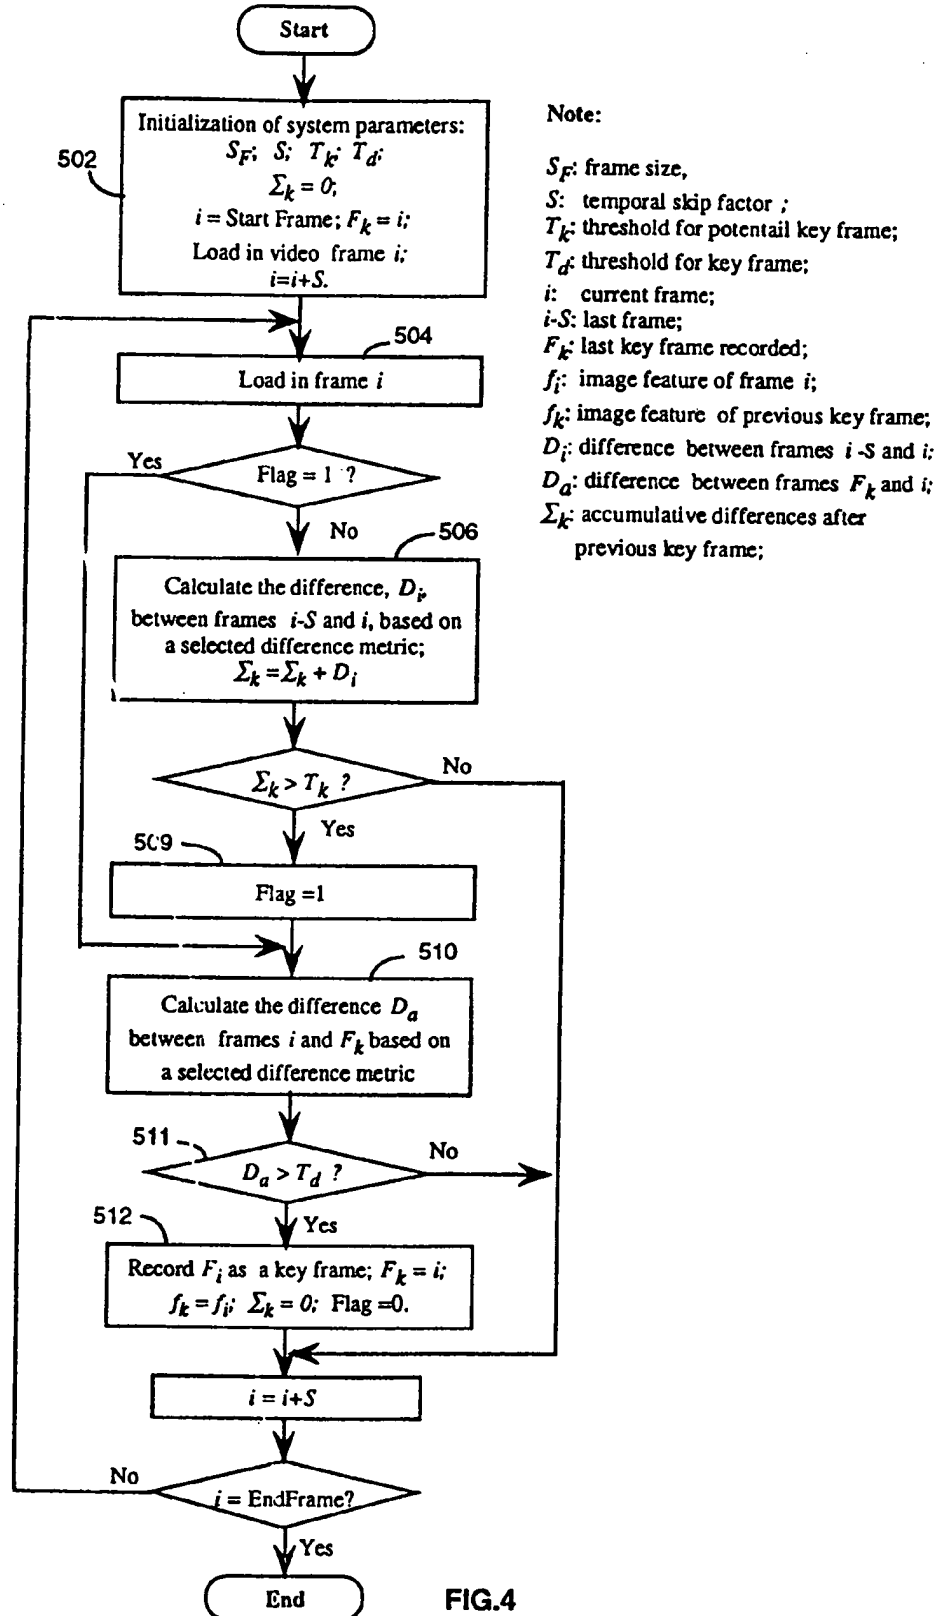 Start
502
Initialization of system parameters:
S_F; S; T_k; T_d;
Σ_k = 0;
i = Start Frame; F_k = i;
Load in video frame i;
i=i+S.
504
Load in frame i
Yes
Flag = 1 ?
No
506
Calculate the difference, D_i,
between frames i-S and i, based on
a selected difference metric;
Σ_k = Σ_k + D_i
Σ_k > T_k ?
No
Yes
509
Flag =1
510
Calculate the difference D_a
between frames i and F_k based on
a selected difference metric
511
D_a > T_d ?
No
Yes
512
Record F_i as a key frame; F_k = i;
f_k = f_i; Σ_k = 0; Flag =0.
i = i+S
No
i = EndFrame?
Yes
End
Note:
S_F: frame size,
S: temporal skip factor ;
T_k: threshold for potentail key frame;
T_d: threshold for key frame;
i: current frame;
i-S: last frame;
F_k: last key frame recorded;
f_i: image feature of frame i;
f_k: image feature of previous key frame;
D_i: difference between frames i -S and i;
D_a: difference between frames F_k and i;
Σ_k: accumulative differences after
previous key frame;
FIG.4